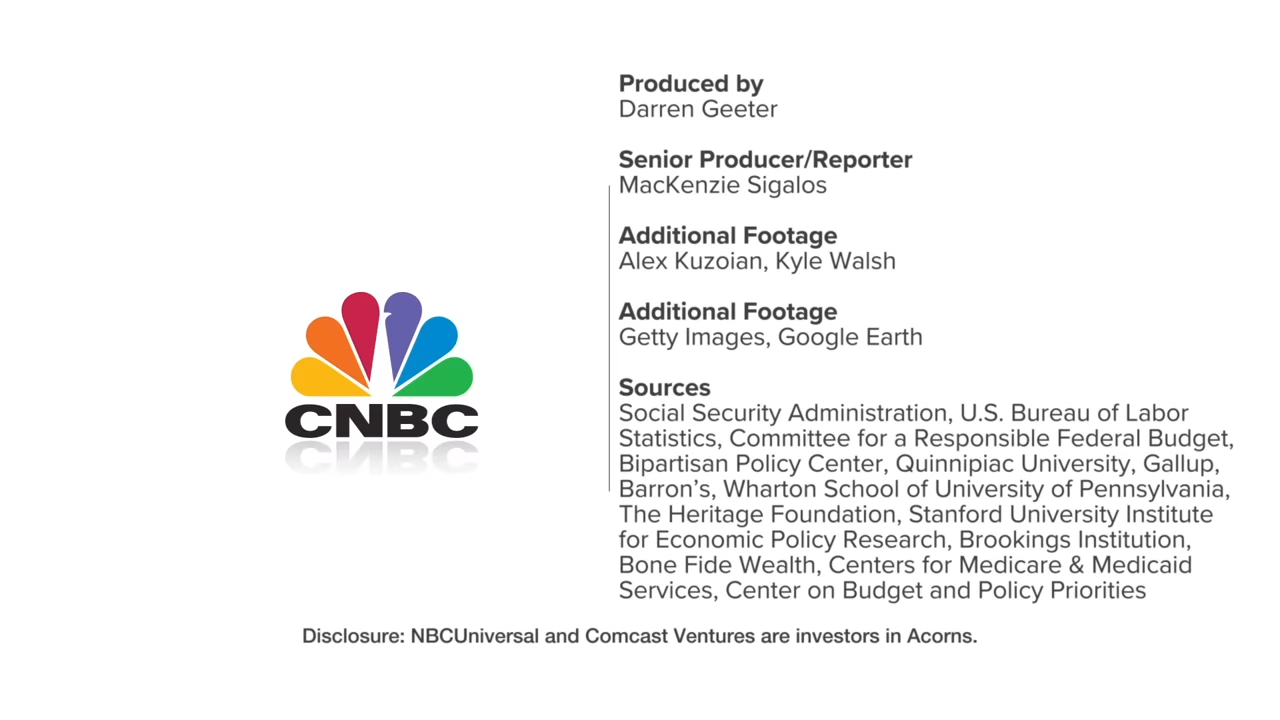 CNBC
Produced by
Darren Geeter
Senior Producer/Reporter
MacKenzie Sigalos
Additional Footage
Alex Kuzoian, Kyle Walsh
Additional Footage
Getty Images, Google Earth
Sources
Social Security Administration, U.S. Bureau of Labor
Statistics, Committee for a Responsible Federal Budget,
Bipartisan Policy Center, Quinnipiac University, Gallup,
Barron's, Wharton School of University of Pennsylvania,
The Heritage Foundation, Stanford University Institute
for Economic Policy Research, Brookings Institution,
Bone Fide Wealth, Centers for Medicare & Medicaid
Services, Center on Budget and Policy Priorities
Disclosure: NBCUniversal and Comcast Ventures are investors in Acorns.